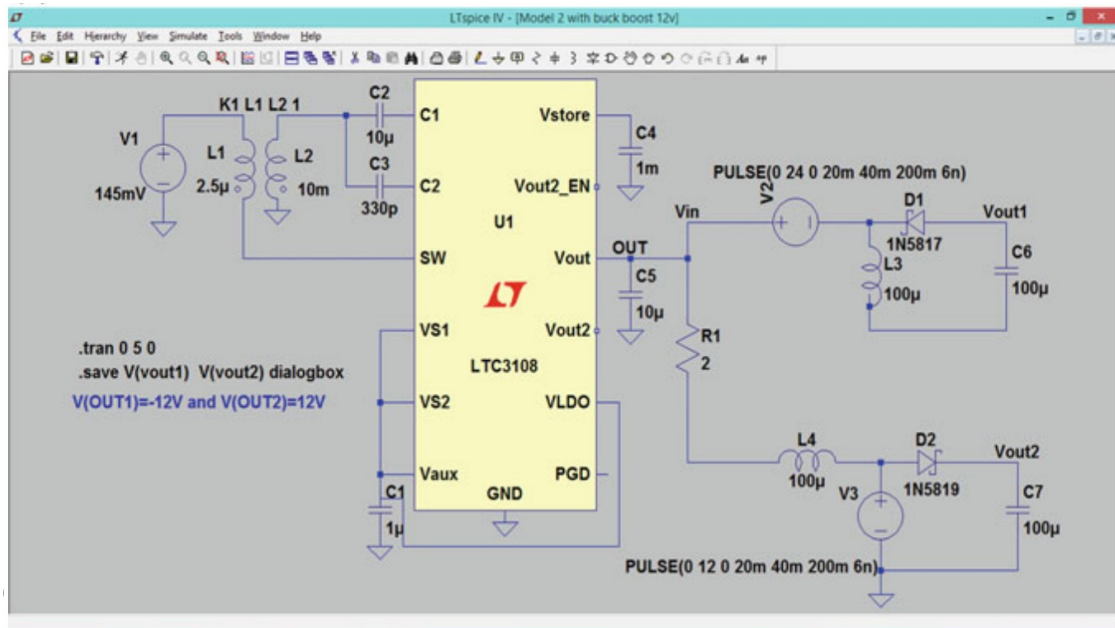 LTspice IV - [Model 2 with buck boost 12v]
File Edit Hierarchy View Simulate Tools Window Help
K1 L1 L2 1
V1
145mV
L1
2.5µ
L2
10m
C2
10µ
C3
330p
C1
C2
SW
VS1
VS2
Vaux
GND
U1
LT
LTC3108
Vstore
Vout2_EN
Vout
Vout2
VLDO
PGD
C4
1m
OUT
C5
10µ
Vin
PULSE(0 24 0 20m 40m 200m 6n)
V2
D1
1N5817
Vout1
L3
100µ
C6
100µ
R1
2
.tran 0 5 0
.save V(vout1) V(vout2) dialogbox
V(OUT1)=-12V and V(OUT2)=12V
C1
1µ
L4
100µ
D2
1N5819
Vout2
V3
C7
100µ
PULSE(0 12 0 20m 40m 200m 6n)